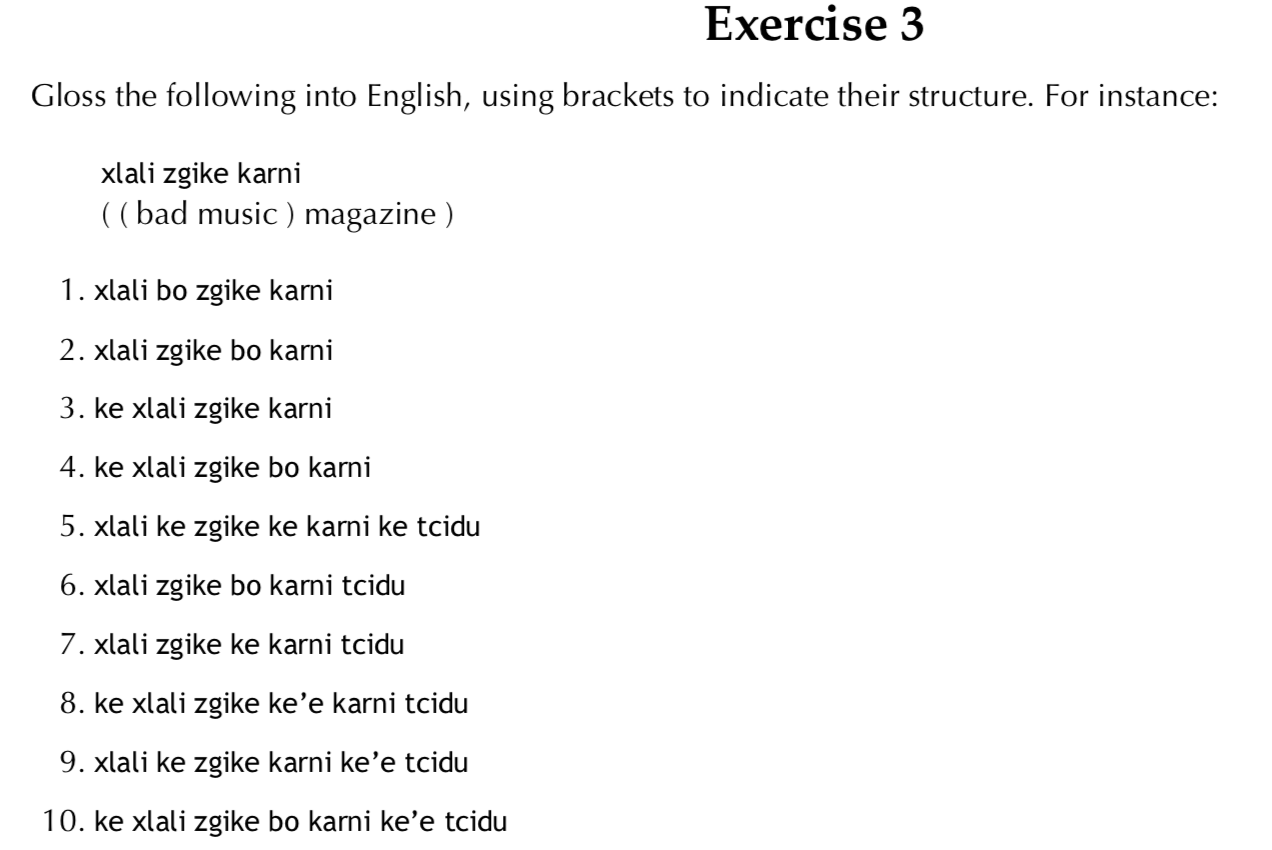 Exercise 3
Gloss the following into English, using brackets to indicate their structure. For instance:
xlali zgike karni
( ( bad music ) magazine )
1. xlali bo zgike karni
2. xlali zgike bo karni
3. ke xlali zgike karni
4. ke xlali zgike bo karni
5. xlali ke zgike ke karni ke tcidu
6. xlali zgike bo karni tcidu
7. xlali zgike ke karni tcidu
8. ke xlali zgike ke’e karni tcidu
9. xlali ke zgike karni ke’e tcidu
10. ke xlali zgike bo karni ke’e tcidu